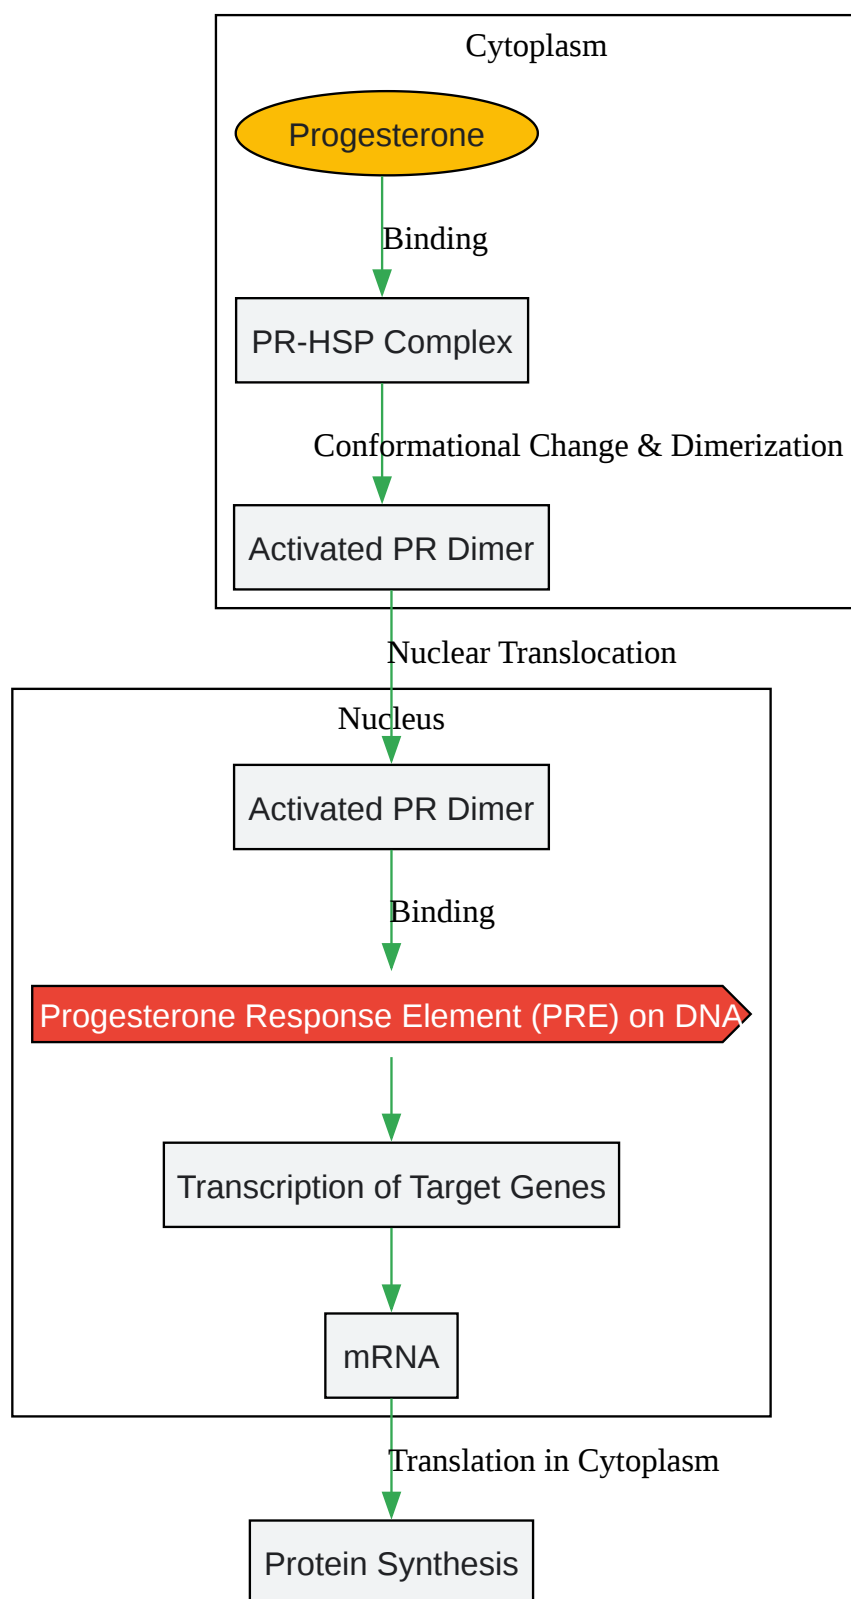 Cytoplasm
Progesterone
Binding
PR-HSP Complex
Conformational Change & Dimerization
Activated PR Dimer
Nuclear Translocation
Nucleus
Activated PR Dimer
Binding
Progesterone Response Element (PRE) on DNA
Transcription of Target Genes
mRNA
Translation in Cytoplasm
Protein Synthesis